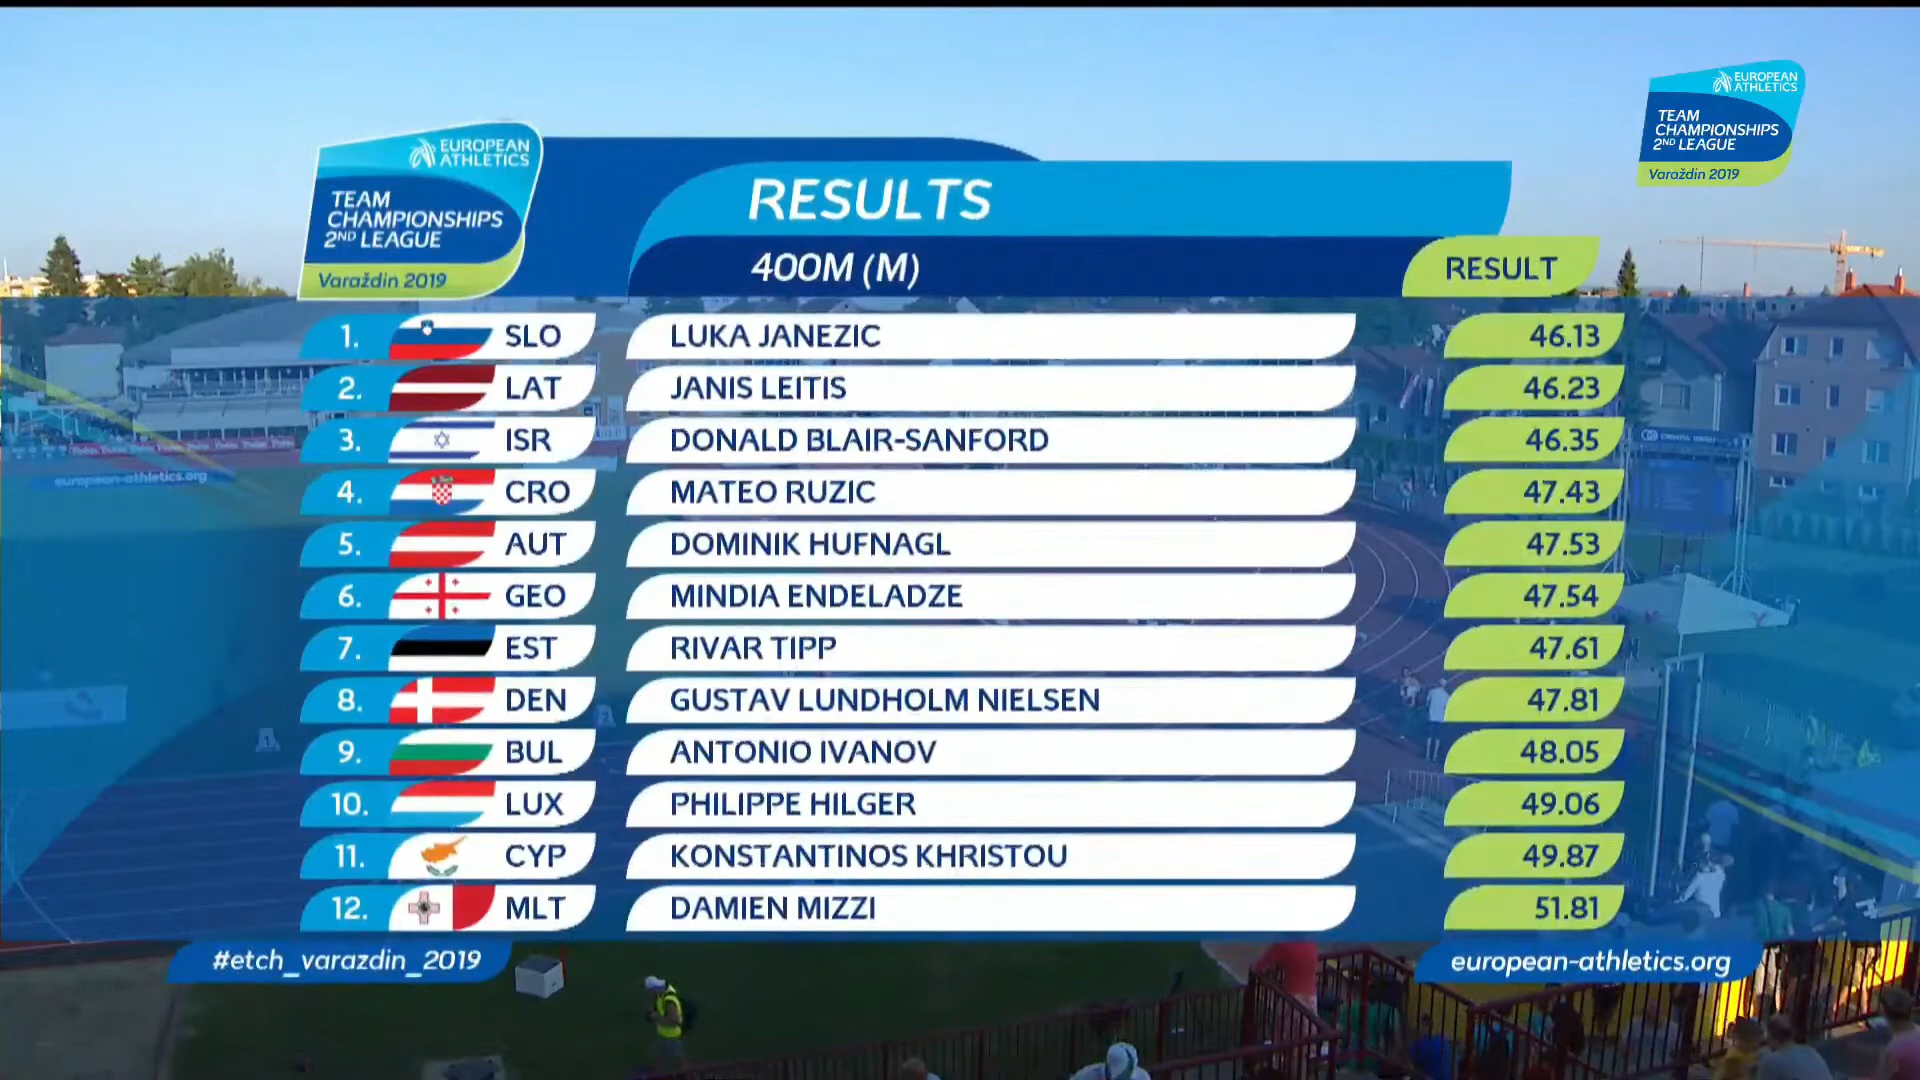 EUROPEAN
ATHLETICS
TEAM
CHAMPIONSHIPS
2ND LEAGUE
Varaždin 2019
EUROPEAN
ATHLETICS
TEAM
CHAMPIONSHIPS
2ND LEAGUE
Varaždin 2019
RESULTS
400M (M)
RESULT
1. SLO LUKA JANEZIC 46.13
2. LAT JANIS LEITIS 46.23
3. ISR DONALD BLAIR-SANFORD 46.35
4. CRO MATEO RUZIC 47.43
5. AUT DOMINIK HUFNAGL 47.53
6. GEO MINDIA ENDELADZE 47.54
7. EST RIVAR TIPP 47.61
8. DEN GUSTAV LUNDHOLM NIELSEN 47.81
9. BUL ANTONIO IVANOV 48.05
10. LUX PHILIPPE HILGER 49.06
11. CYP KONSTANTINOS KHRISTOU 49.87
12. MLT DAMIEN MIZZI 51.81
european-athletics.org
#etch_varazdin_2019
european-athletics.org